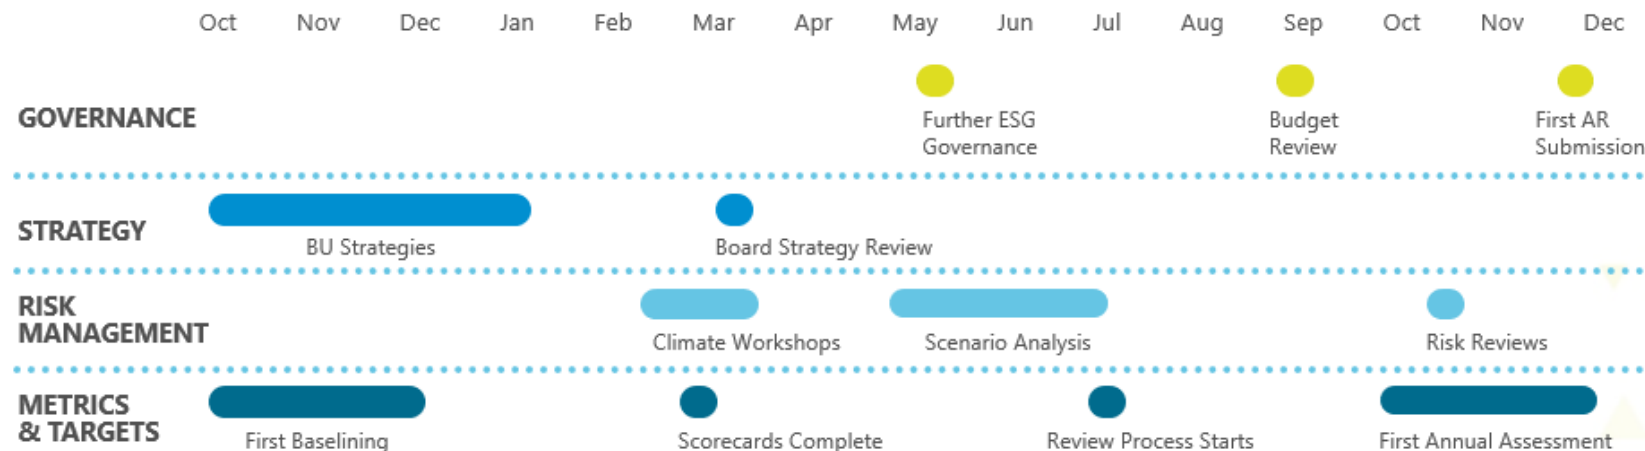 Oct Nov Dec Jan Feb Mar Apr May Jun Jul Aug Sep Oct Nov Dec
GOVERNANCE
Further ESG
Governance
Budget
Review
First AR
Submission
STRATEGY
BU Strategies
Board Strategy Review
RISK
MANAGEMENT
Climate Workshops
Scenario Analysis
Risk Reviews
METRICS
& TARGETS
First Baselining
Scorecards Complete
Review Process Starts
First Annual Assessment